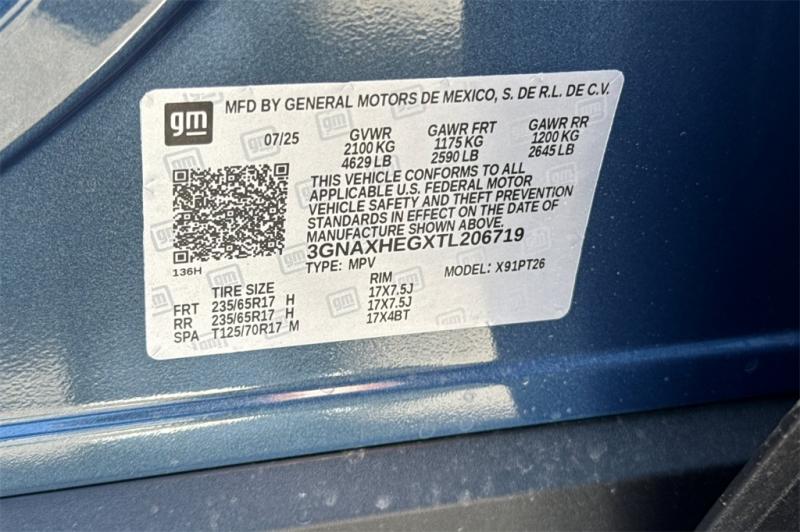 gm MFD BY GENERAL MOTORS DE MEXICO, S. DE R.L. DE C.V.
07/25 GVWR GAWR FRT GAWR RR
2100 KG 1175 KG 1200 KG
4629 LB 2590 LB 2645 LB
THIS VEHICLE CONFORMS TO ALL
APPLICABLE U.S. FEDERAL MOTOR
VEHICLE SAFETY AND THEFT PREVENTION
STANDARDS IN EFFECT ON THE DATE OF
MANUFACTURE SHOWN ABOVE.
3GNAXHEGXTL206719
136H
TYPE: MPV MODEL: X91PT26
TIRE SIZE RIM
FRT 235/65R17 H 17X7.5J
RR 235/65R17 H 17X7.5J
SPA T125/70R17 M 17X4BT